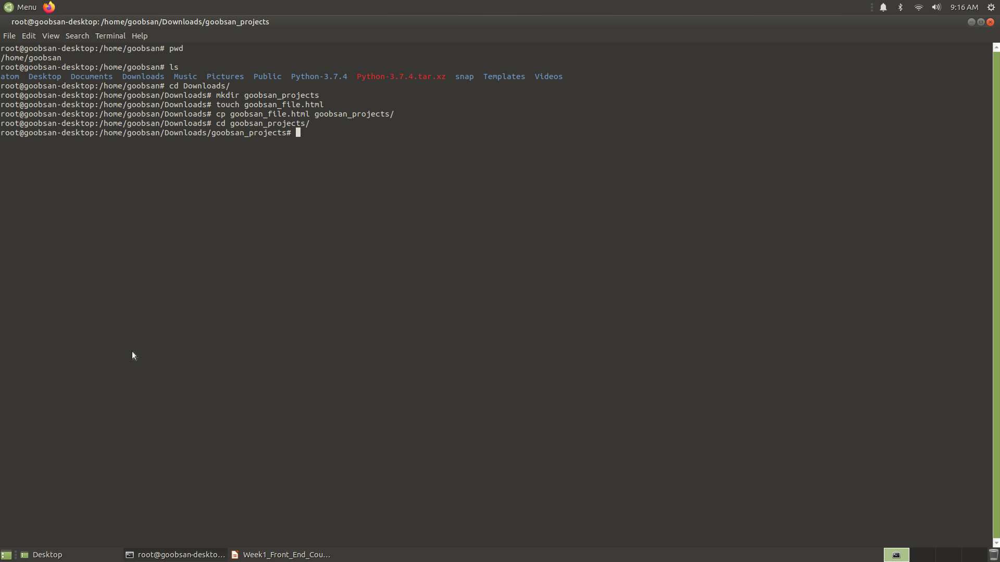 Menu 9:16 AM
root@goobsan-desktop: /home/goobsan/Downloads/goobsan_projects
File Edit View Search Terminal Help
root@goobsan-desktop:/home/goobsan# pwd
/home/goobsan
root@goobsan-desktop:/home/goobsan# ls
atom  Desktop  Documents  Downloads  Music  Pictures  Public  Python-3.7.4  Python-3.7.4.tar.xz  snap  Templates  Videos
root@goobsan-desktop:/home/goobsan# cd Downloads/
root@goobsan-desktop:/home/goobsan/Downloads# mkdir goobsan_projects
root@goobsan-desktop:/home/goobsan/Downloads# touch goobsan_file.html
root@goobsan-desktop:/home/goobsan/Downloads# cp goobsan_file.html goobsan_projects/
root@goobsan-desktop:/home/goobsan/Downloads# cd goobsan_projects/
root@goobsan-desktop:/home/goobsan/Downloads/goobsan_projects#
Desktop root@goobsan-deskto... Week1_Front_End_Cou...